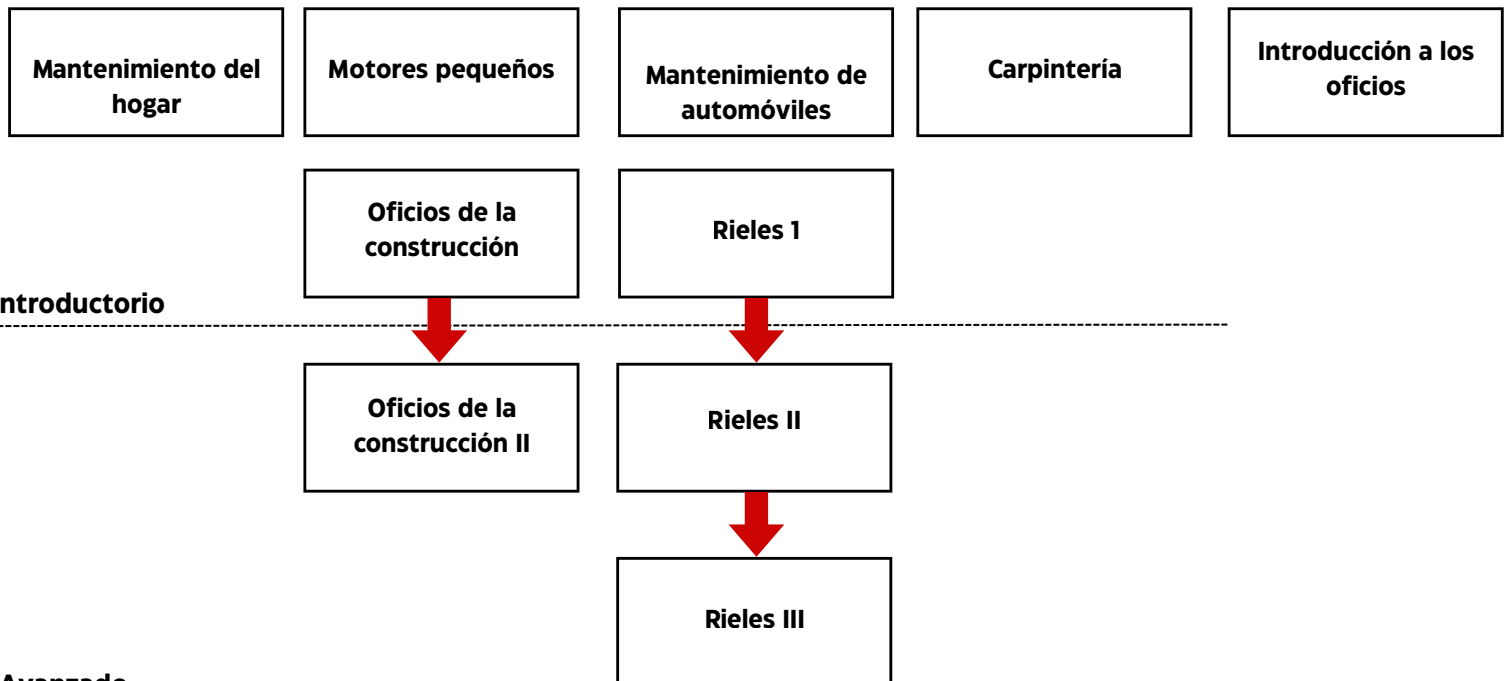 Mantenimiento del
hogar
Motores pequeños
Mantenimiento de
automóviles
Carpintería
Introducción a los
oficios
Oficios de la
construcción
Rieles 1
ntroductorio
Oficios de la
construcción II
Rieles II
Rieles III
Avanzado